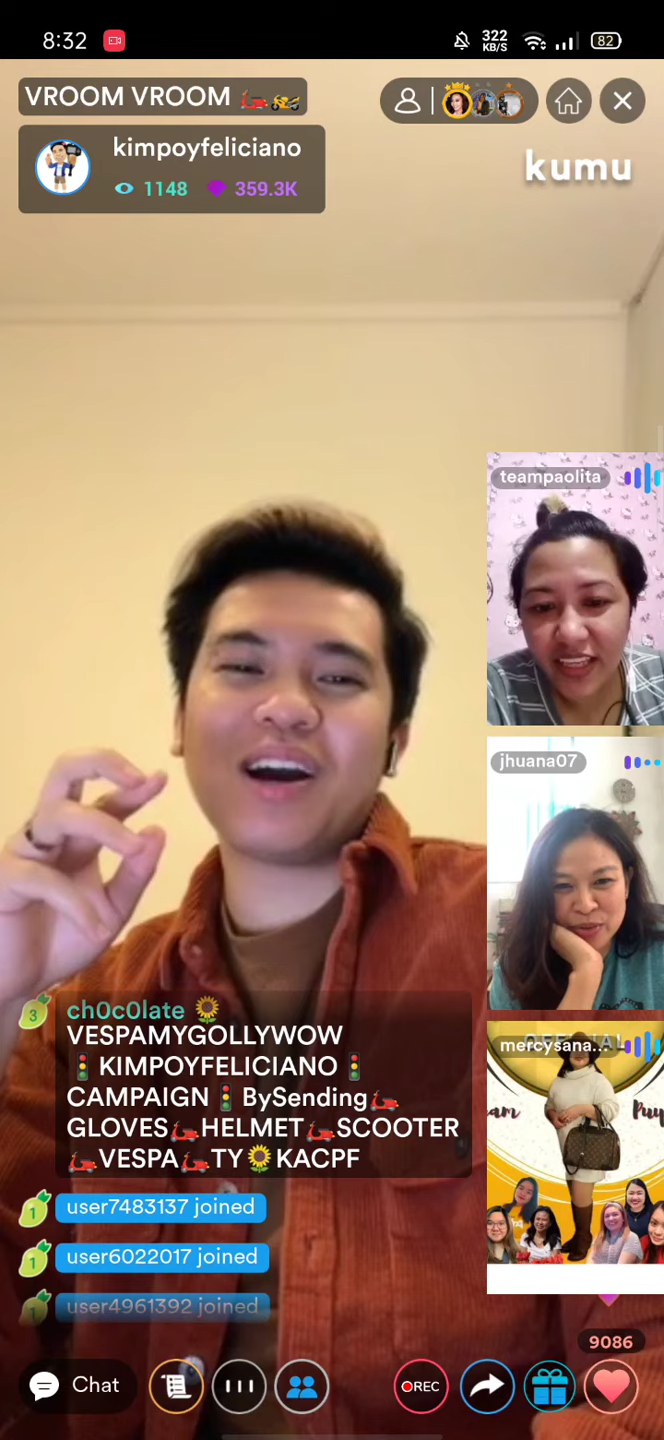 8:32
322
KB/S
82
VROOM VROOM 🛵🏍️
kimpoyfeliciano
1148 359.3K
kumu
teampaolita
jhuana07
mercysana...
3 ch0c0late 🌻
VESPAMYGOLLYWOW
🚦KIMPOYFELICIANO🚦
CAMPAIGN🚦BySending🛵
GLOVES🛵HELMET🛵SCOOTER
🛵VESPA🛵TY🌻KACPF
1 user7483137 joined
1 user6022017 joined
1 user4961392 joined
9086
Chat
REC